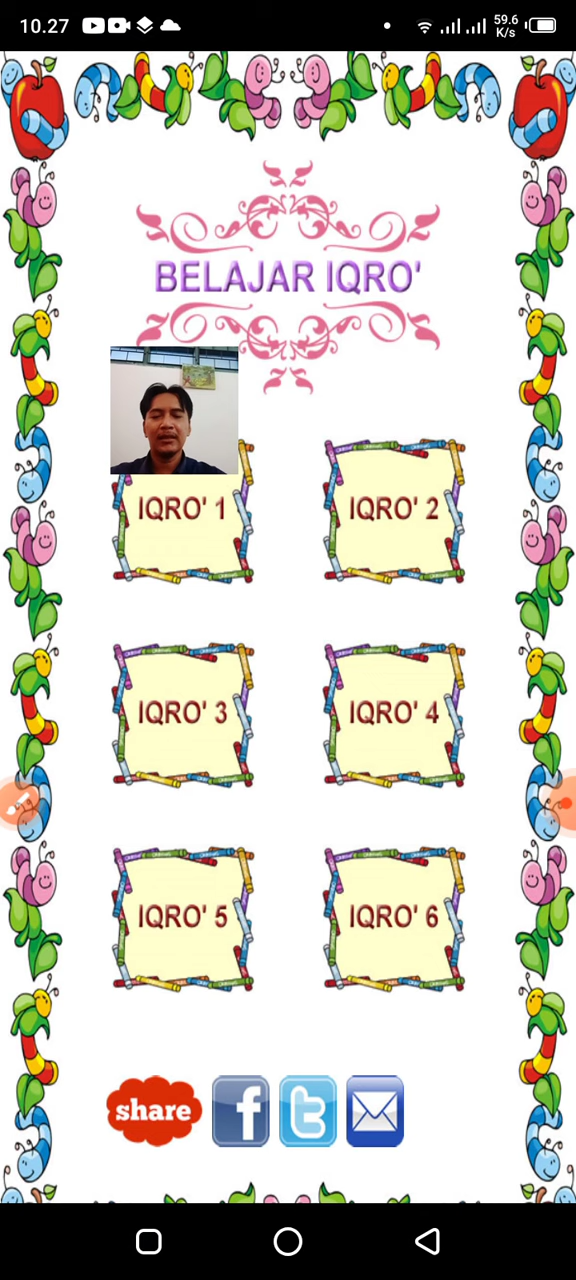 10.27
59.6
K/s
BELAJAR IQRO'
IQRO' 1
IQRO' 2
IQRO' 3
IQRO' 4
IQRO' 5
IQRO' 6
share